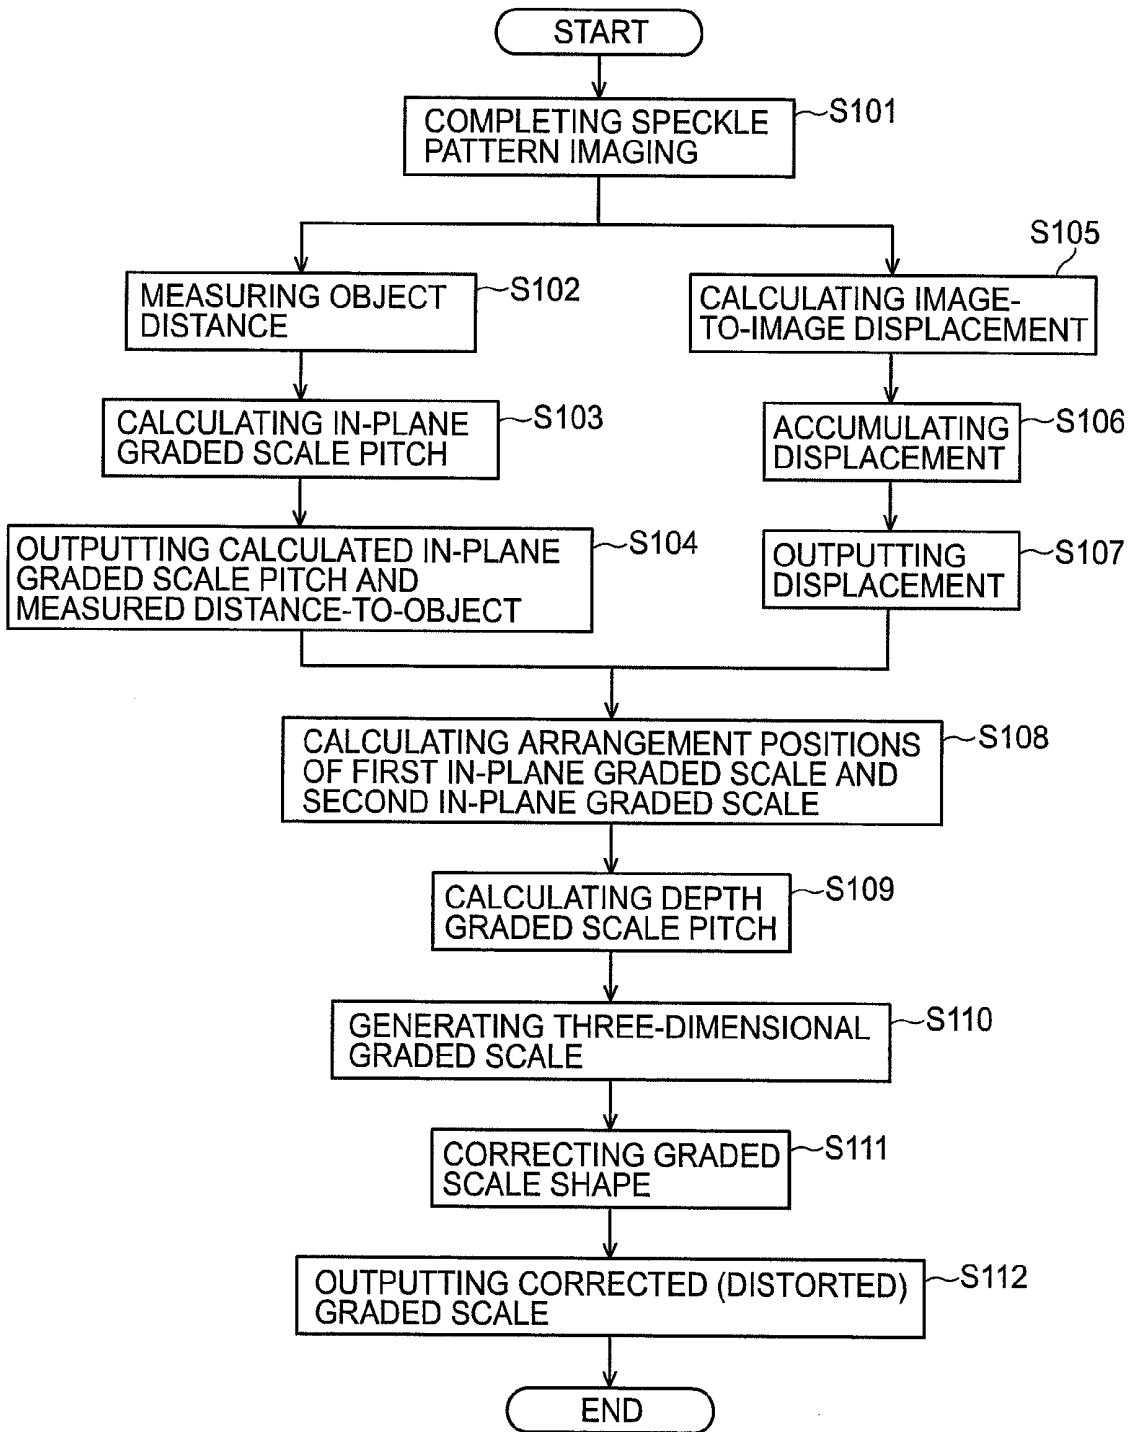 START
COMPLETING SPECKLE
PATTERN IMAGING
S101
MEASURING OBJECT
DISTANCE
S102
CALCULATING IN-PLANE
GRADED SCALE PITCH
S103
OUTPUTTING CALCULATED IN-PLANE
GRADED SCALE PITCH AND
MEASURED DISTANCE-TO-OBJECT
S104
S105
CALCULATING IMAGE-
TO-IMAGE DISPLACEMENT
ACCUMULATING
DISPLACEMENT
S106
OUTPUTTING
DISPLACEMENT
S107
CALCULATING ARRANGEMENT POSITIONS
OF FIRST IN-PLANE GRADED SCALE AND
SECOND IN-PLANE GRADED SCALE
S108
CALCULATING DEPTH
GRADED SCALE PITCH
S109
GENERATING THREE-DIMENSIONAL
GRADED SCALE
S110
CORRECTING GRADED
SCALE SHAPE
S111
OUTPUTTING CORRECTED (DISTORTED)
GRADED SCALE
S112
END